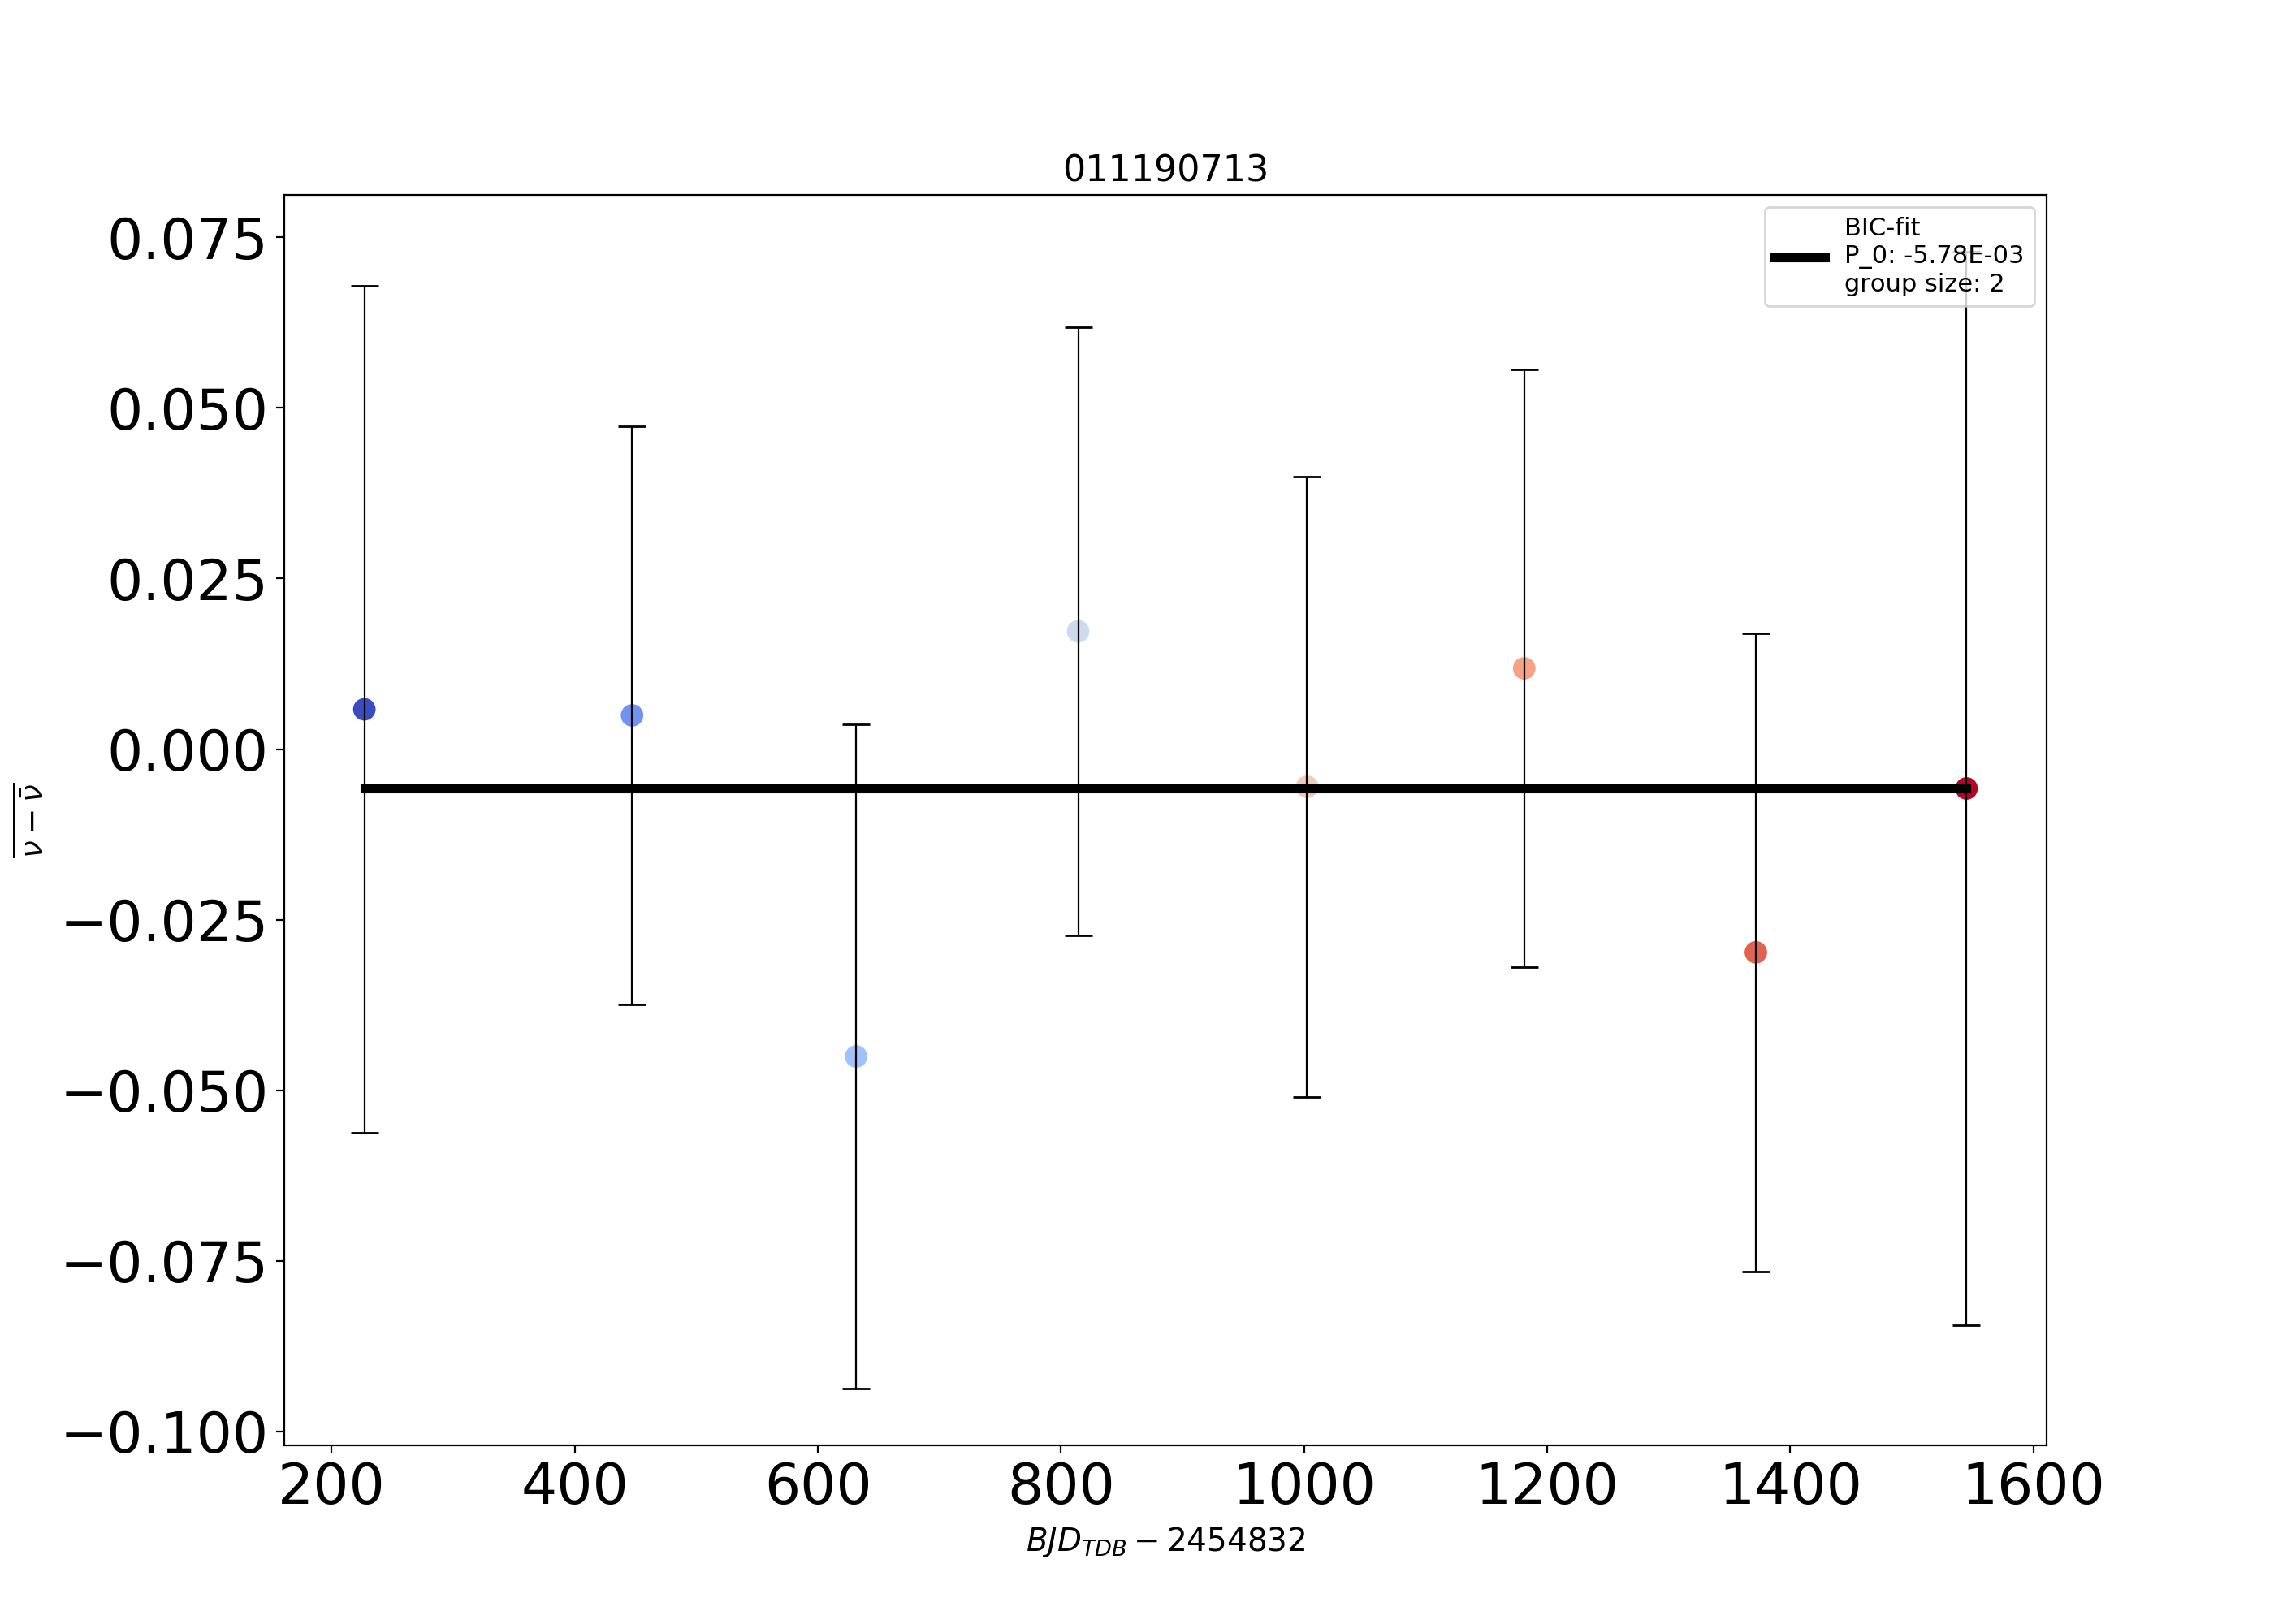 011190713
BIC-fit
P_0: -5.78E-03
group size: 2
0.075
0.050
0.025
0.000
−0.025
−0.050
−0.075
−0.100
ν − ν̄
200 400 600 800 1000 1200 1400 1600
BJD_TDB − 2454832